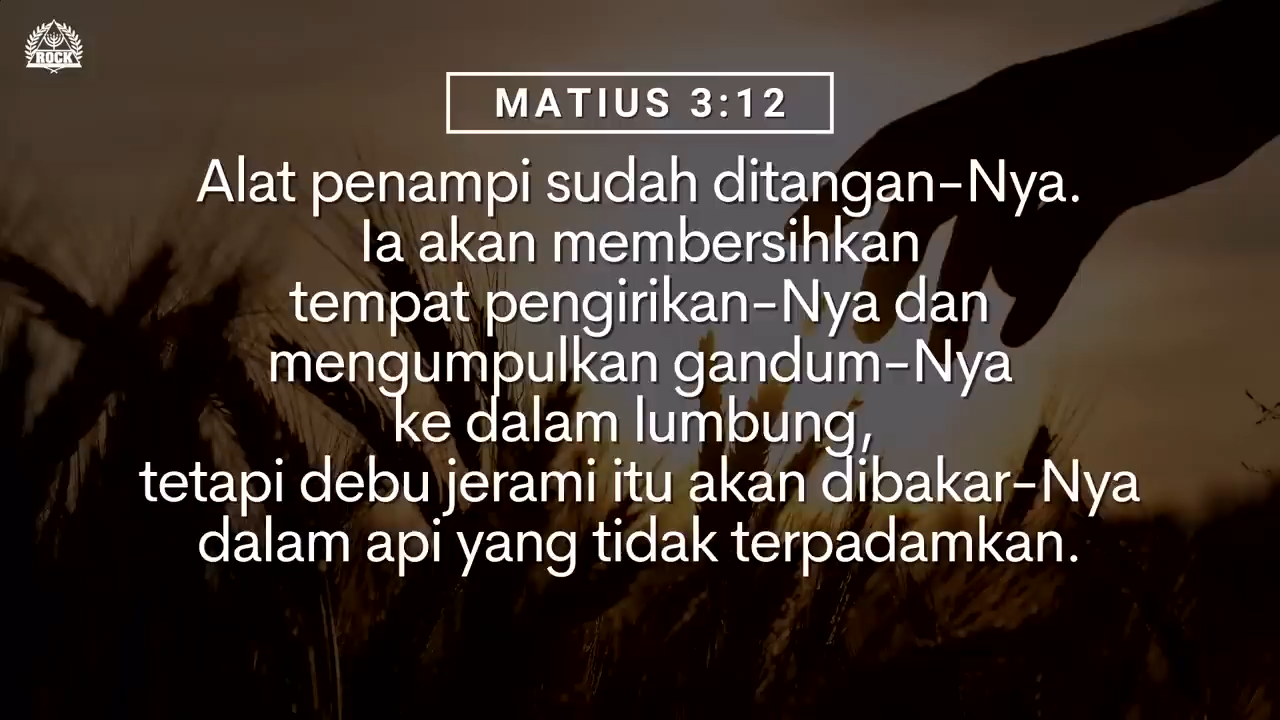 ROCK
MATIUS 3:12
Alat penampi sudah ditangan-Nya.
Ia akan membersihkan
tempat pengirikan-Nya dan
mengumpulkan gandum-Nya
ke dalam lumbung,
tetapi debu jerami itu akan dibakar-Nya
dalam api yang tidak terpadamkan.